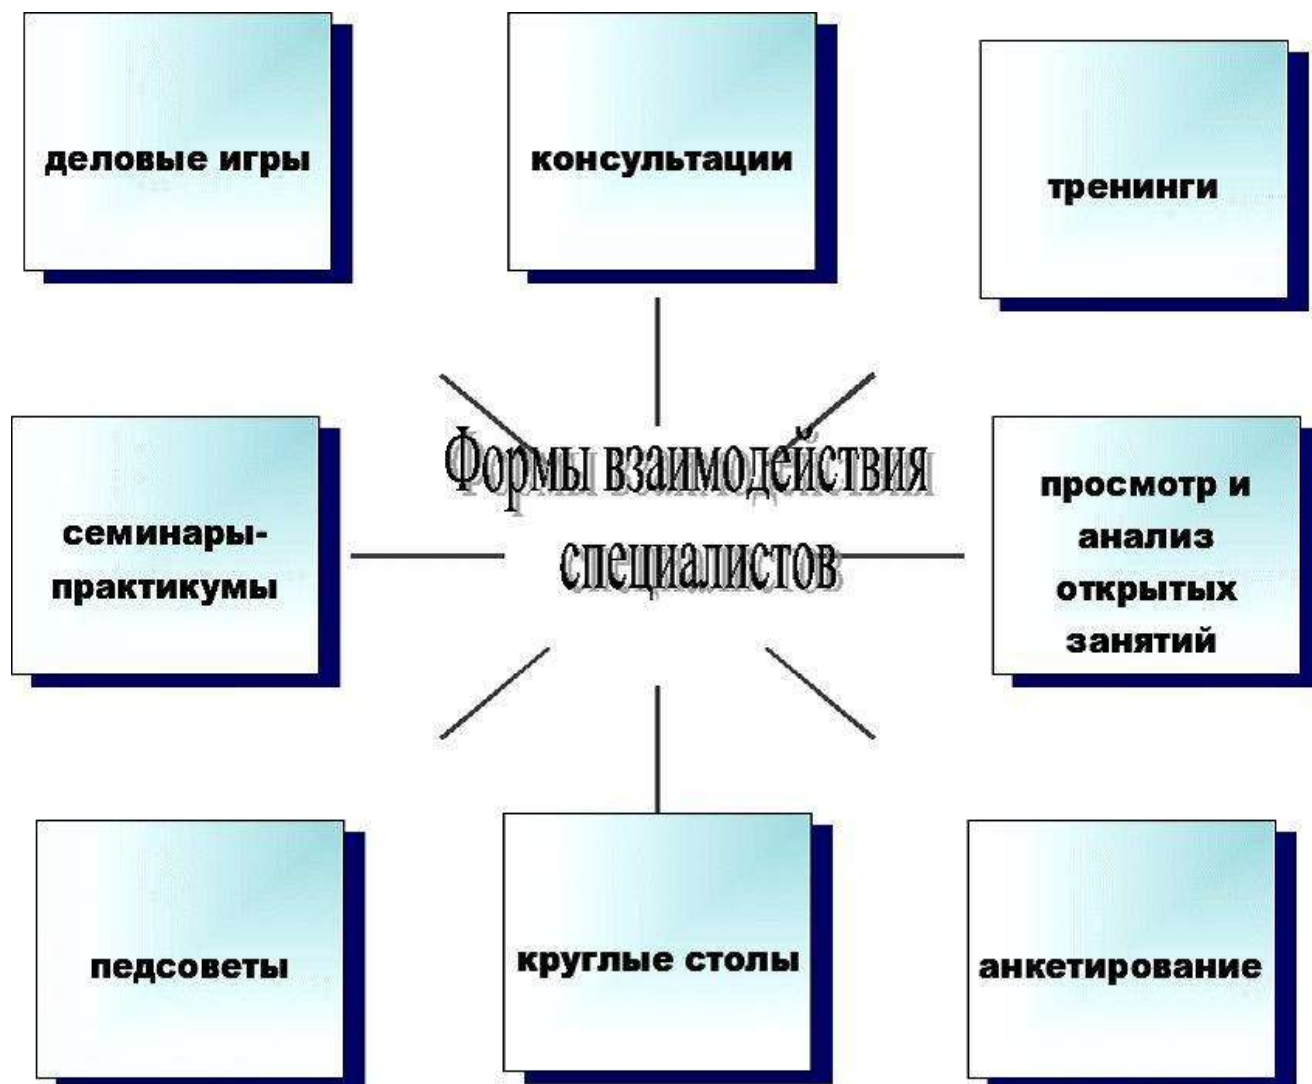 деловые игры
консультации
тренинги
Формы взаимодействия
специалистов
семинары-
практикумы
просмотр и
анализ
открытых
занятий
педсоветы
круглые столы
анкетирование